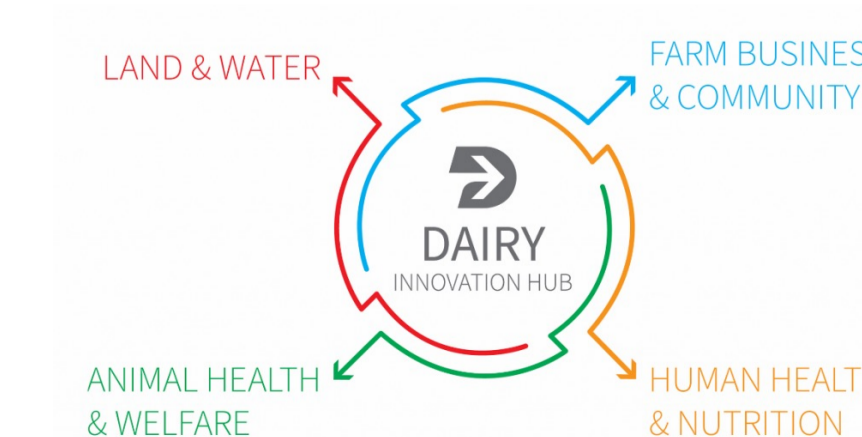 LAND & WATER
FARM BUSINES
& COMMUNITY
DAIRY
INNOVATION HUB
ANIMAL HEALTH
& WELFARE
HUMAN HEALT
& NUTRITION